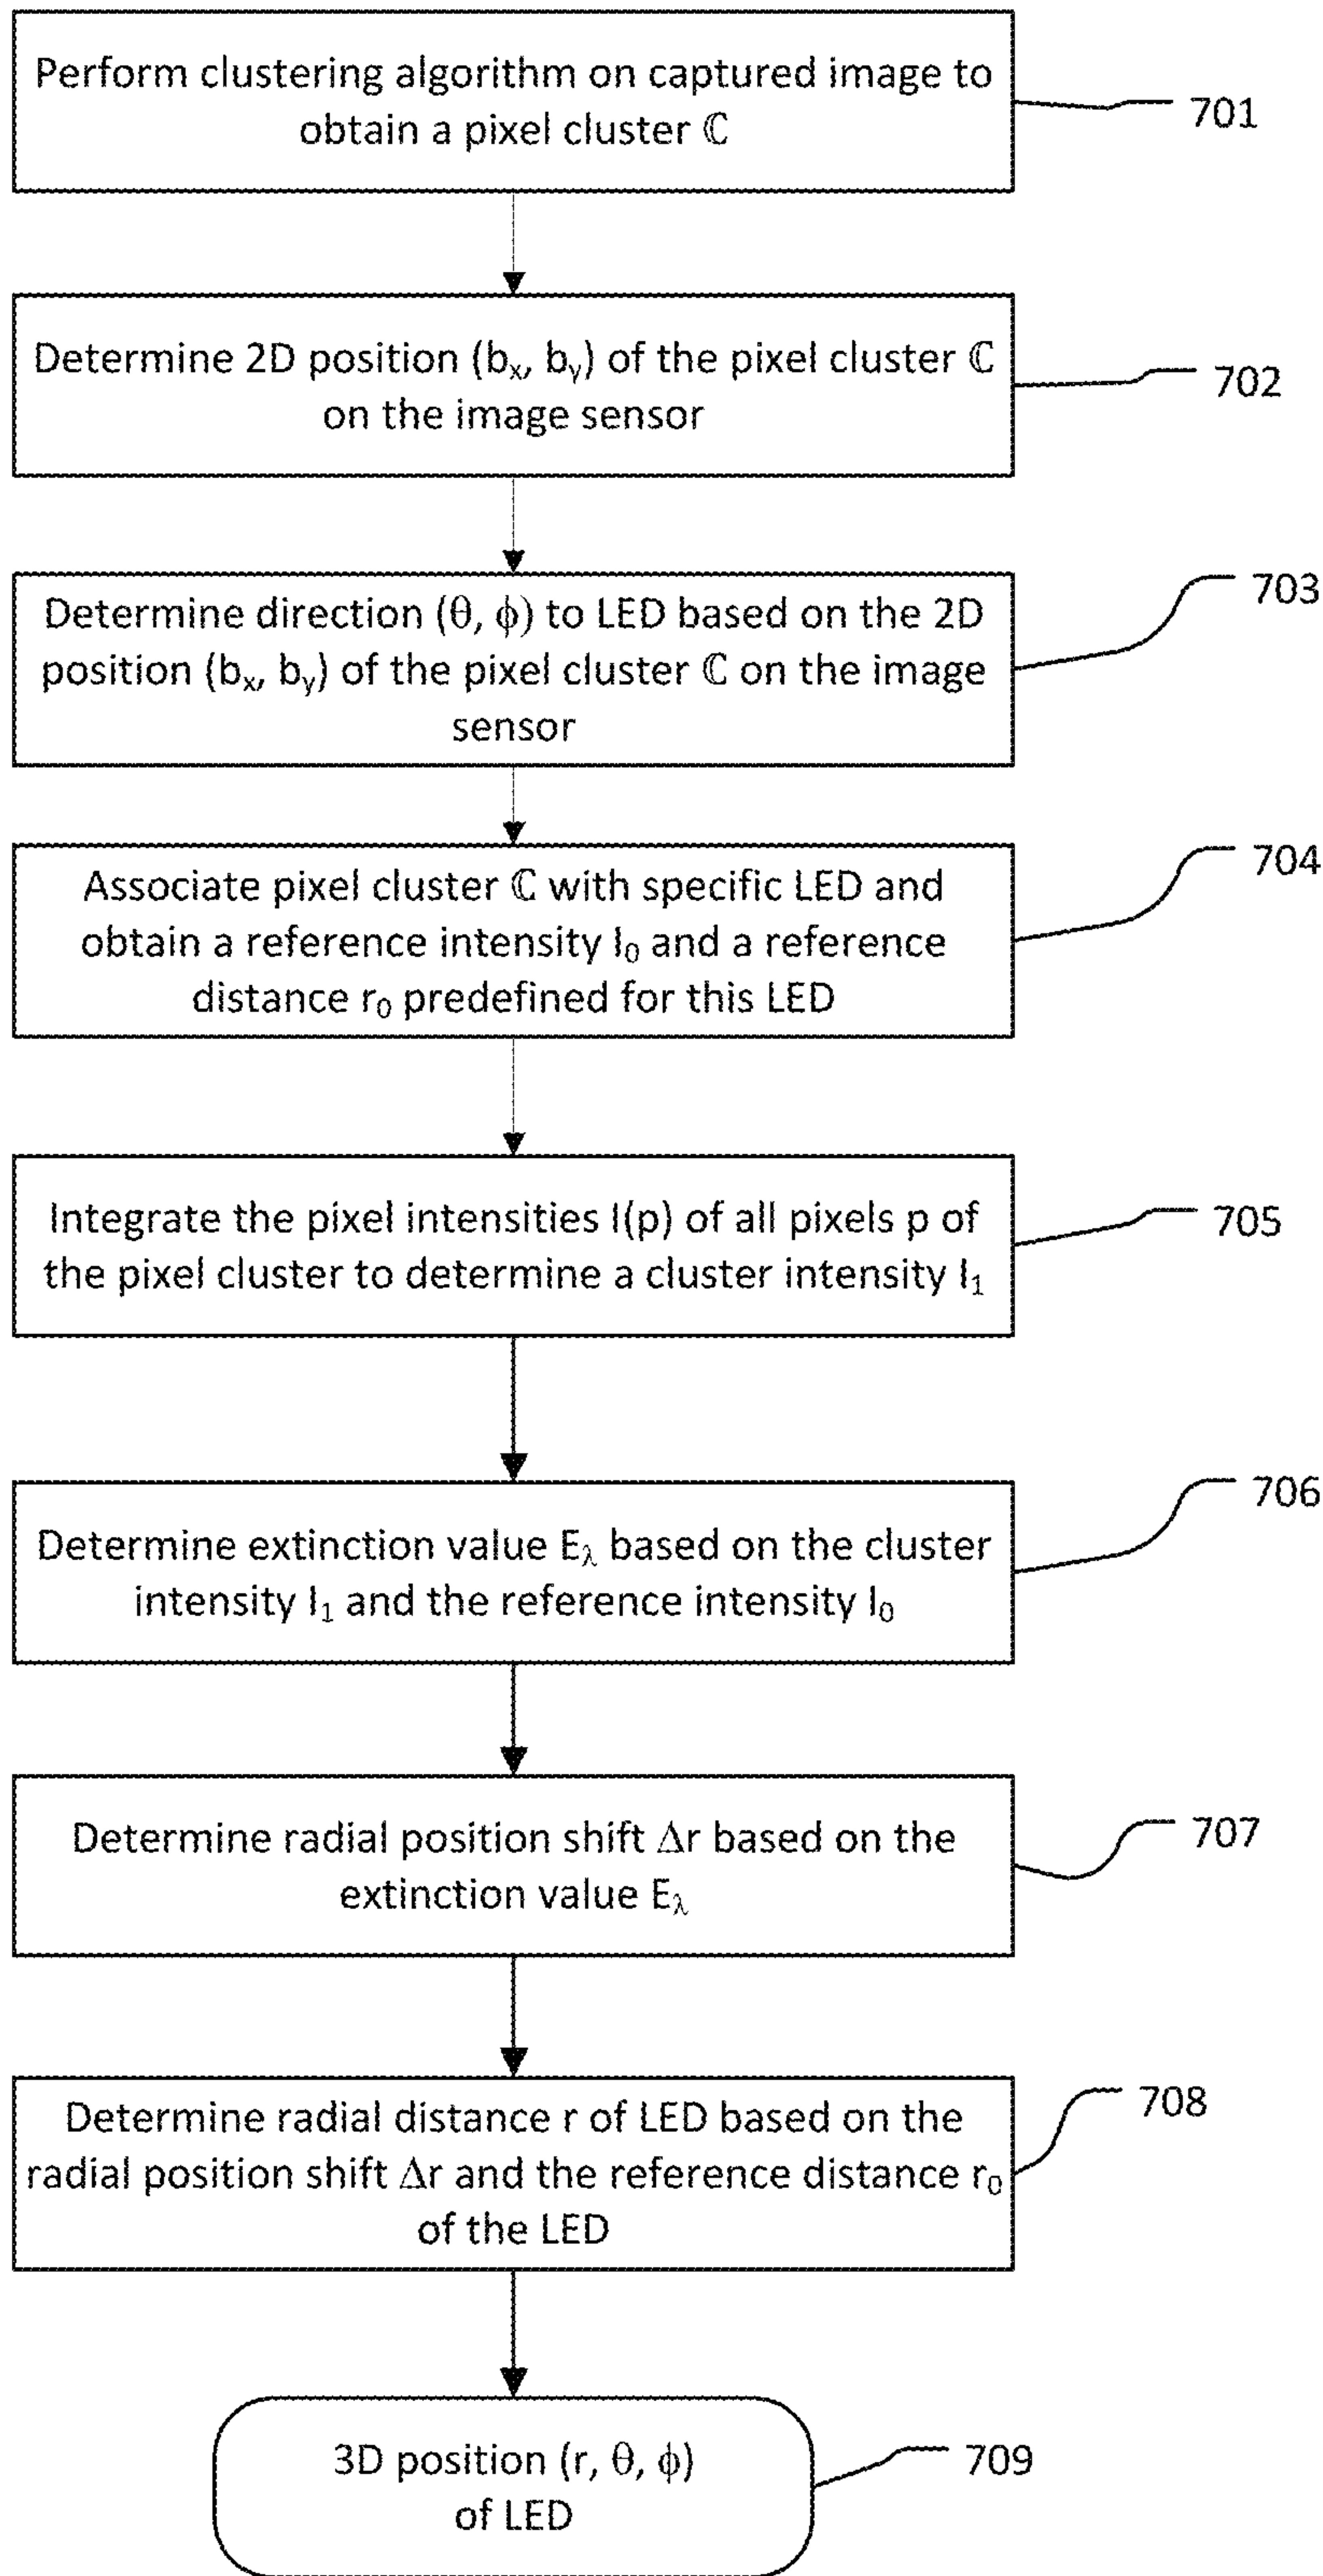 Perform clustering algorithm on captured image to
obtain a pixel cluster ℂ
701
Determine 2D position (bₓ, b_y) of the pixel cluster ℂ
on the image sensor
702
Determine direction (θ, ϕ) to LED based on the 2D
position (bₓ, b_y) of the pixel cluster ℂ on the image
sensor
703
Associate pixel cluster ℂ with specific LED and
obtain a reference intensity I₀ and a reference
distance r₀ predefined for this LED
704
Integrate the pixel intensities I(p) of all pixels p of
the pixel cluster to determine a cluster intensity I₁
705
Determine extinction value E_λ based on the cluster
intensity I₁ and the reference intensity I₀
706
Determine radial position shift Δr based on the
extinction value E_λ
707
Determine radial distance r of LED based on the
radial position shift Δr and the reference distance r₀
of the LED
708
3D position (r, θ, ϕ)
of LED
709